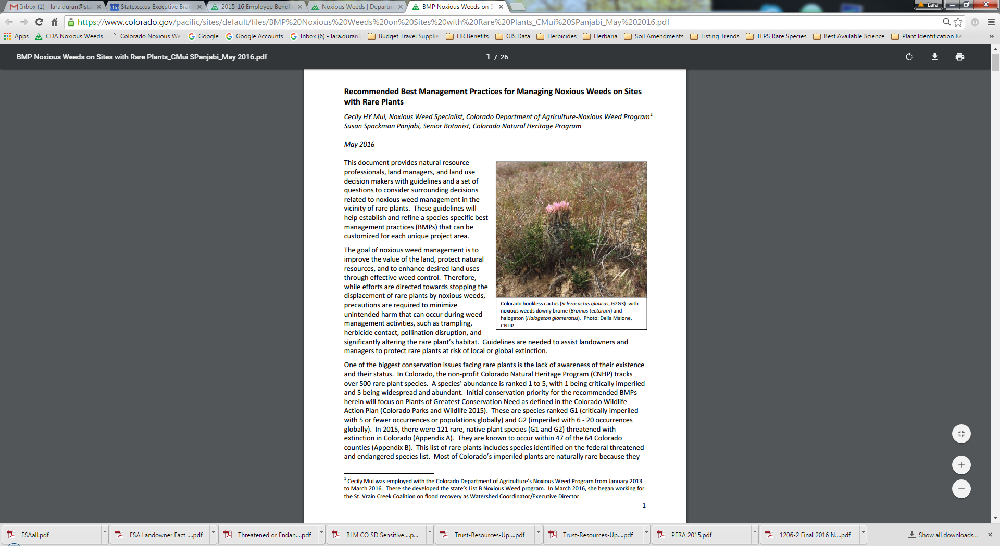 Inbox (1) - lara.duran@sta
State.co.us Executive Bran
2015-16 Employee Benefi
Noxious Weeds | Departm
BMP Noxious Weeds on S
Lara
https://www.colorado.gov/pacific/sites/default/files/BMP%20Noxious%20Weeds%20on%20Sites%20with%20Rare%20Plants_CMui%20SPanjabi_May%202016.pdf
Apps
CDA Noxious Weeds
Colorado Noxious We
Google
Google Accounts
Inbox (6) - lara.duran
Budget Travel Supplie
HR Benefits
GIS Data
Herbicides
Herbaria
Soil Amendments
Listing Trends
TEPS Rare Species
Best Available Science
Plant Identification Ke
»
BMP Noxious Weeds on Sites with Rare Plants_CMui SPanjabi_May 2016.pdf
1 / 26
Recommended Best Management Practices for Managing Noxious Weeds on Sites
with Rare Plants
Cecily HY Mui, Noxious Weed Specialist, Colorado Department of Agriculture-Noxious Weed Program1
Susan Spackman Panjabi, Senior Botanist, Colorado Natural Heritage Program
May 2016
This document provides natural resource
professionals, land managers, and land use
decision makers with guidelines and a set of
questions to consider surrounding decisions
related to noxious weed management in the
vicinity of rare plants. These guidelines will
help establish and refine a species-specific best
management practices (BMPs) that can be
customized for each unique project area.
The goal of noxious weed management is to
improve the value of the land, protect natural
resources, and to enhance desired land uses
through effective weed control. Therefore,
while efforts are directed towards stopping the
displacement of rare plants by noxious weeds,
precautions are required to minimize
unintended harm that can occur during weed
management activities, such as trampling,
herbicide contact, pollination disruption, and
significantly altering the rare plant's habitat. Guidelines are needed to assist landowners and
managers to protect rare plants at risk of local or global extinction.
Colorado hookless cactus (Sclerocactus glaucus, G2G3) with
noxious weeds downy brome (Bromus tectorum) and
halogeton (Halogeton glomeratus). Photo: Delia Malone,
CNHP
One of the biggest conservation issues facing rare plants is the lack of awareness of their existence
and their status. In Colorado, the non-profit Colorado Natural Heritage Program (CNHP) tracks
over 500 rare plant species. A species' abundance is ranked 1 to 5, with 1 being critically imperiled
and 5 being widespread and abundant. Initial conservation priority for the recommended BMPs
herein will focus on Plants of Greatest Conservation Need as defined in the Colorado Wildlife
Action Plan (Colorado Parks and Wildlife 2015). These are species ranked G1 (critically imperiled
with 5 or fewer occurrences or populations globally) and G2 (imperiled with 6 - 20 occurrences
globally). In 2015, there were 121 rare, native plant species (G1 and G2) threatened with
extinction in Colorado (Appendix A). They are known to occur within 47 of the 64 Colorado
counties (Appendix B). This list of rare plants includes species identified on the federal threatened
and endangered species list. Most of Colorado's imperiled plants are naturally rare because they
1 Cecily Mui was employed with the Colorado Department of Agriculture's Noxious Weed Program from January 2013
to March 2016. There she developed the state's List B Noxious Weed program. In March 2016, she began working for
the St. Vrain Creek Coalition on flood recovery as Watershed Coordinator/Executive Director.
1
ESAall.pdf
ESA Landowner Fact ....pdf
Threatened or Endan....pdf
BLM CO SD Sensitive....p...
Trust-Resources-Up....pdf
Trust-Resources-Up....pdf
PERA 2015.pdf
1206-2 Final 2016 N....pdf
Show all downloads...